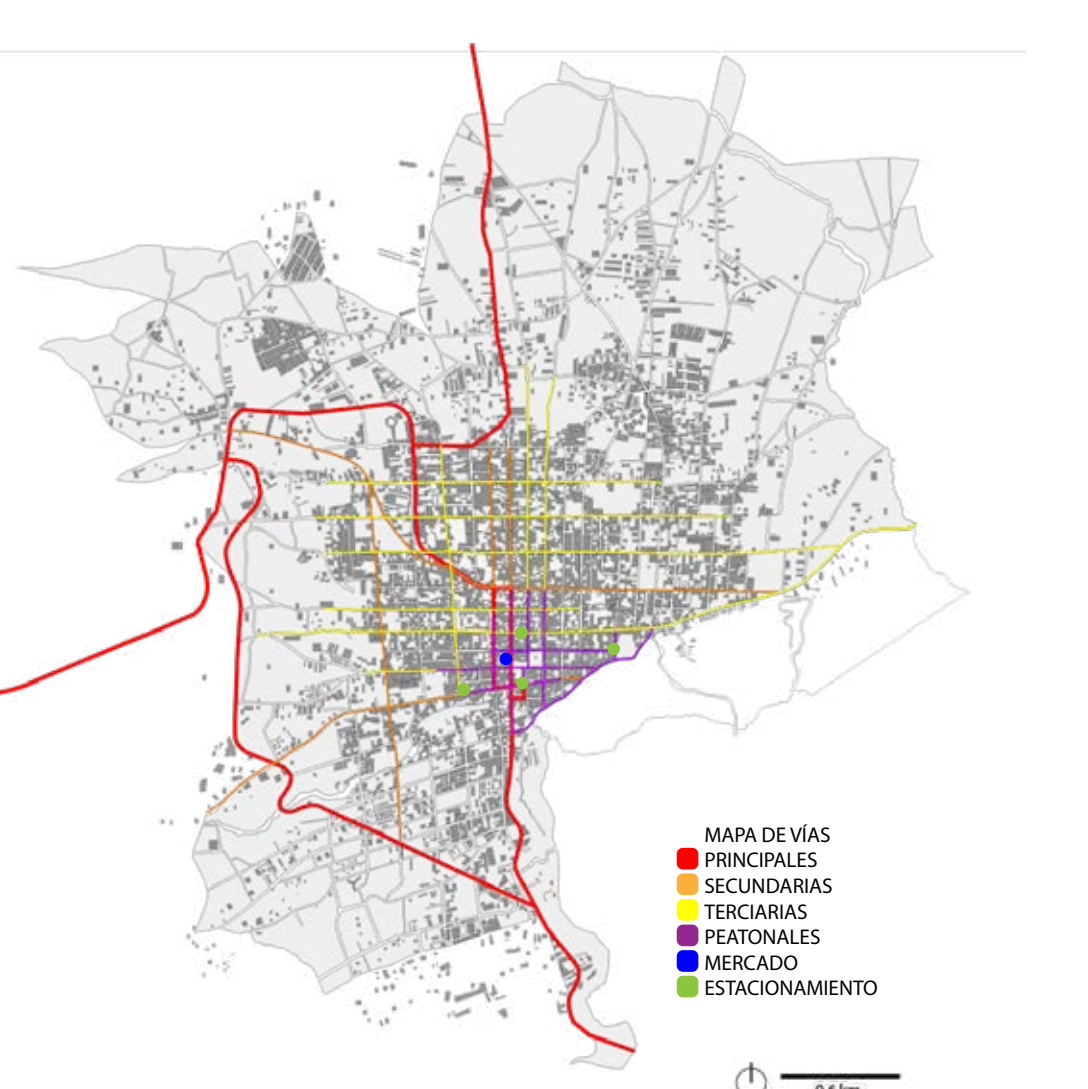 MAPA DE VÍAS
PRINCIPALES
SECUNDARIAS
TERCIARIAS
PEATONALES
MERCADO
ESTACIONAMIENTO